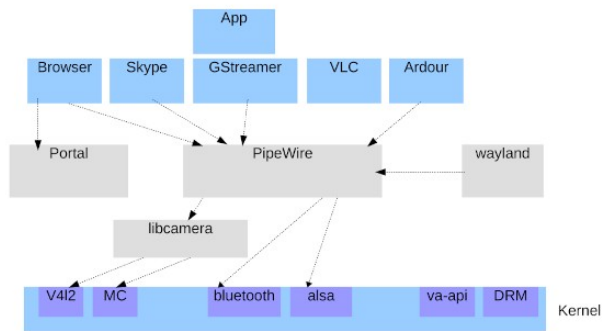 App
Browser Skype GStreamer VLC Ardour
Portal PipeWire wayland
libcamera
V4l2 MC bluetooth alsa va-api DRM
Kernel